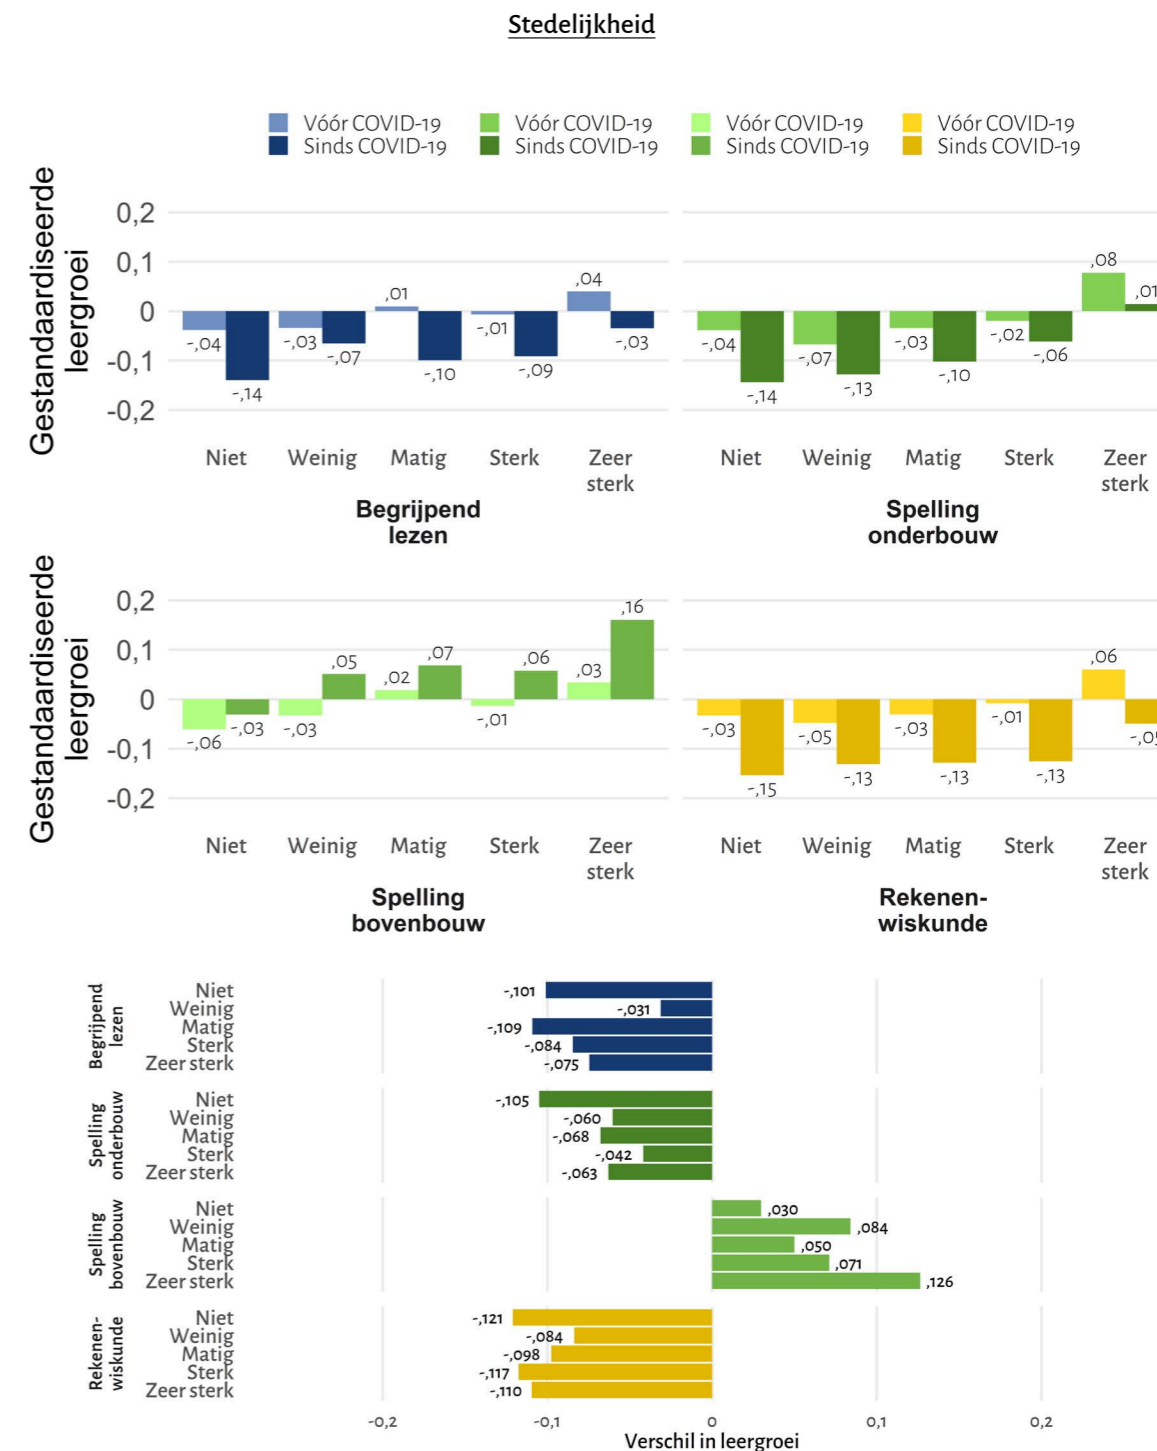 Stedelijkheid
Vóór COVID-19 Vóór COVID-19 Vóór COVID-19 Vóór COVID-19
Sinds COVID-19 Sinds COVID-19 Sinds COVID-19 Sinds COVID-19
Gestandaardiseerde
leergroei
0,2
0,1
0
-0,1
-0,2
-,04 -,14 -,03 -,07 ,01 -,10 -,01 -,09 ,04 -,03
Niet Weinig Matig Sterk Zeer
sterk
Begrijpend
lezen
-,04 -,14 -,07 -,13 -,03 -,10 -,02 -,06 ,08 ,01
Niet Weinig Matig Sterk Zeer
sterk
Spelling
onderbouw
Gestandaardiseerde
leergroei
0,2
0,1
0
-0,1
-0,2
-,06 -,03 -,03 ,05 ,02 ,07 -,01 ,06 ,03 ,16
Niet Weinig Matig Sterk Zeer
sterk
Spelling
bovenbouw
-,03 -,15 -,05 -,13 -,03 -,13 -,01 -,13 ,06 -,05
Niet Weinig Matig Sterk Zeer
sterk
Rekenen-
wiskunde
Begrijpend
lezen
Niet -,101
Weinig -,031
Matig -,109
Sterk -,084
Zeer sterk -,075
Spelling
onderbouw
Niet -,105
Weinig -,060
Matig -,068
Sterk -,042
Zeer sterk -,063
Spelling
bovenbouw
Niet ,030
Weinig ,084
Matig ,050
Sterk ,071
Zeer sterk ,126
Rekenen-
wiskunde
Niet -,121
Weinig -,084
Matig -,098
Sterk -,117
Zeer sterk -,110
-0,2 -0,1 0 0,1 0,2
Verschil in leergroei